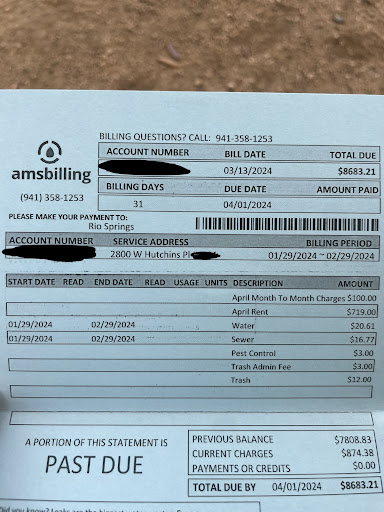 BILLING QUESTIONS? CALL: 941-358-1253
ACCOUNT NUMBER BILL DATE TOTAL DUE
03/13/2024 $8683.21
amsbilling
BILLING DAYS DUE DATE AMOUNT PAID
(941) 358-1253
31 04/01/2024
PLEASE MAKE YOUR PAYMENT TO:
Rio Springs
ACCOUNT NUMBER SERVICE ADDRESS BILLING PERIOD
2800 W Hutchins Pl 01/29/2024 ~ 02/29/2024
START DATE READ END DATE READ USAGE UNITS DESCRIPTION AMOUNT
April Month To Month Charges $100.00
April Rent $719.00
01/29/2024 02/29/2024 Water $20.61
01/29/2024 02/29/2024 Sewer $16.77
Pest Control $3.00
Trash Admin Fee $3.00
Trash $12.00
A PORTION OF THIS STATEMENT IS
PAST DUE
PREVIOUS BALANCE $7808.83
CURRENT CHARGES $874.38
PAYMENTS OR CREDITS $0.00
TOTAL DUE BY 04/01/2024 $8683.21